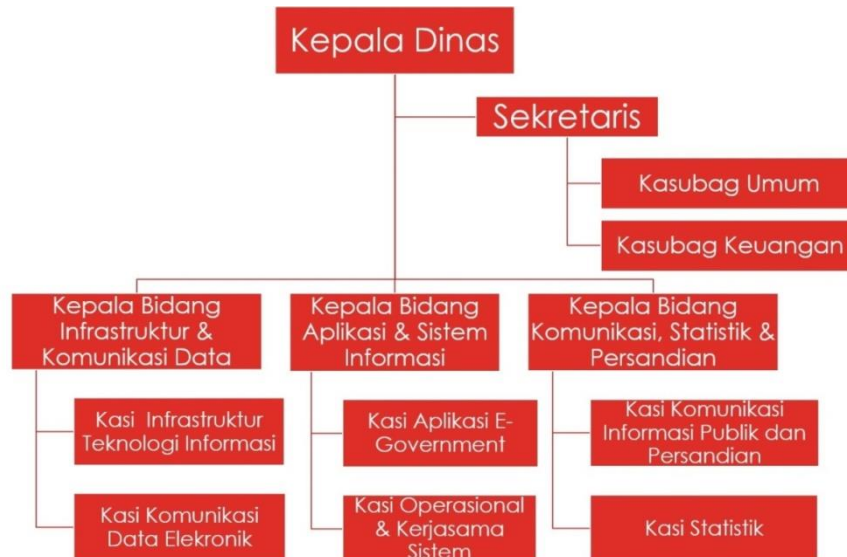 Kepala Dinas
Sekretaris
Kasubag Umum
Kasubag Keuangan
Kepala Bidang
Infrastruktur &
Komunikasi Data
Kepala Bidang
Aplikasi & Sistem
Informasi
Kepala Bidang
Komunikasi, Statistik &
Persandian
Kasi Infrastruktur
Teknologi Informasi
Kasi Aplikasi E-
Government
Kasi Komunikasi
Informasi Publik dan
Persandian
Kasi Komunikasi
Data Elekronik
Kasi Operasional
& Kerjasama
Sistem
Kasi Statistik